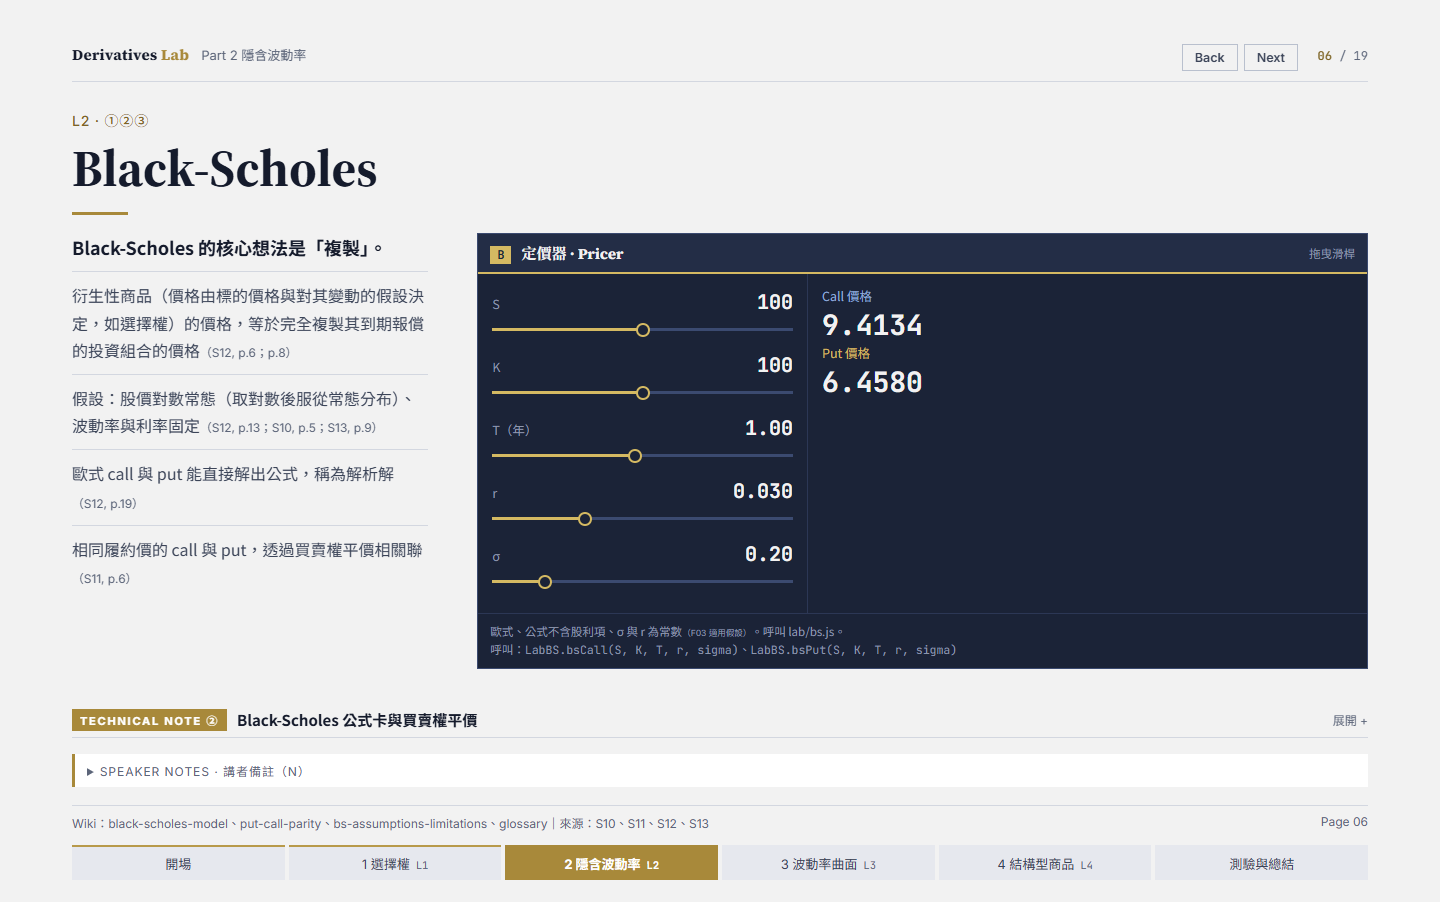 Derivatives Lab Part 2 隱含波動率
Back Next 06 / 19
L2 · ①②③
Black-Scholes
Black-Scholes 的核心想法是「複製」。
衍生性商品（價格由標的價格與對其變動的假設決
定，如選擇權）的價格，等於完全複製其到期報償
的投資組合的價格（S12, p.6；p.8）
假設：股價對數常態（取對數後服從常態分布）、
波動率與利率固定（S12, p.13；S10, p.5；S13, p.9）
歐式 call 與 put 能直接解出公式，稱為解析解
（S12, p.19）
相同履約價的 call 與 put，透過買賣權平價相關聯
（S11, p.6）
B 定價器 · Pricer 拖曳滑桿
S 100
K 100
T（年） 1.00
r 0.030
σ 0.20
Call 價格
9.4134
Put 價格
6.4580
歐式、公式不含股利項、σ 與 r 為常數（F03 適用假設）。呼叫 lab/bs.js。
呼叫：LabBS.bsCall(S, K, T, r, sigma)、LabBS.bsPut(S, K, T, r, sigma)
TECHNICAL NOTE ② Black-Scholes 公式卡與買賣權平價 展開 +
▶ SPEAKER NOTES · 講者備註（N）
Wiki：black-scholes-model、put-call-parity、bs-assumptions-limitations、glossary｜來源：S10、S11、S12、S13 Page 06
開場 1 選擇權 L1 2 隱含波動率 L2 3 波動率曲面 L3 4 結構型商品 L4 測驗與總結